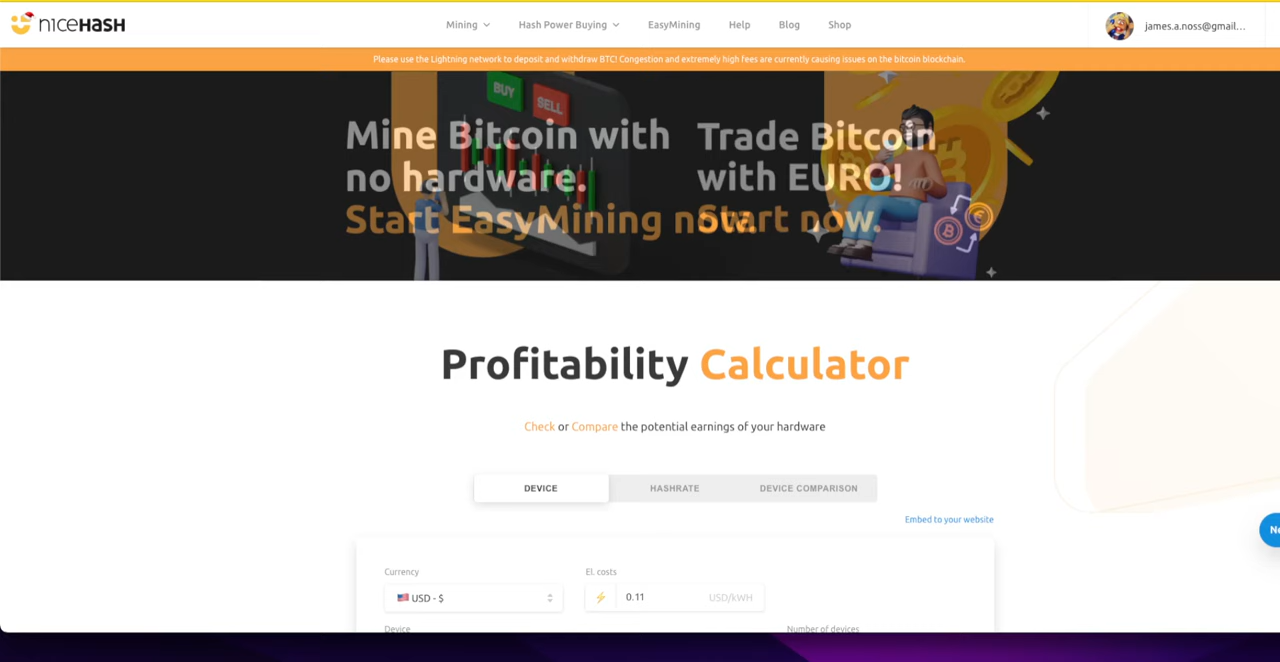 niceHASH
Mining
Hash Power Buying
EasyMining
Help
Blog
Shop
james.a.noss@gmail...
Please use the Lightning network to deposit and withdraw BTC! Congestion and extremely high fees are currently causing issues on the bitcoin blockchain.
BUY
SELL
Mine Bitcoin with
no hardware.
Start EasyMining now.
Trade Bitcoin
with EURO!
Start now.
Profitability Calculator
Check or Compare the potential earnings of your hardware
DEVICE
HASHRATE
DEVICE COMPARISON
Embed to your website
Currency
El. costs
USD - $
0.11
USD/kWH
Device
Number of devices